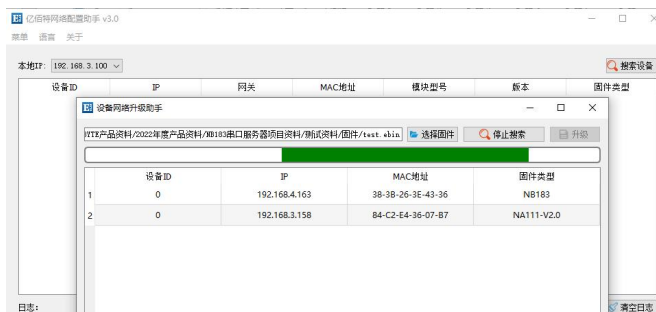 亿佰特网络配置助手 v3.0
菜单 语言 关于
本地IP: 192.168.3.100 搜索设备
设备ID IP 网关 MAC地址 模块型号 版本 固件类型
设备网络升级助手
YTE产品资料/2022年度产品资料/NB183串口服务器项目资料/测试资料/固件/test.ebin 选择固件 停止搜索 升级
设备ID IP MAC地址 固件类型
1 0 192.168.4.163 38-3B-26-3E-43-36 NB183
2 0 192.168.3.158 84-C2-E4-36-07-B7 NA111-V2.0
日志: 清空日志